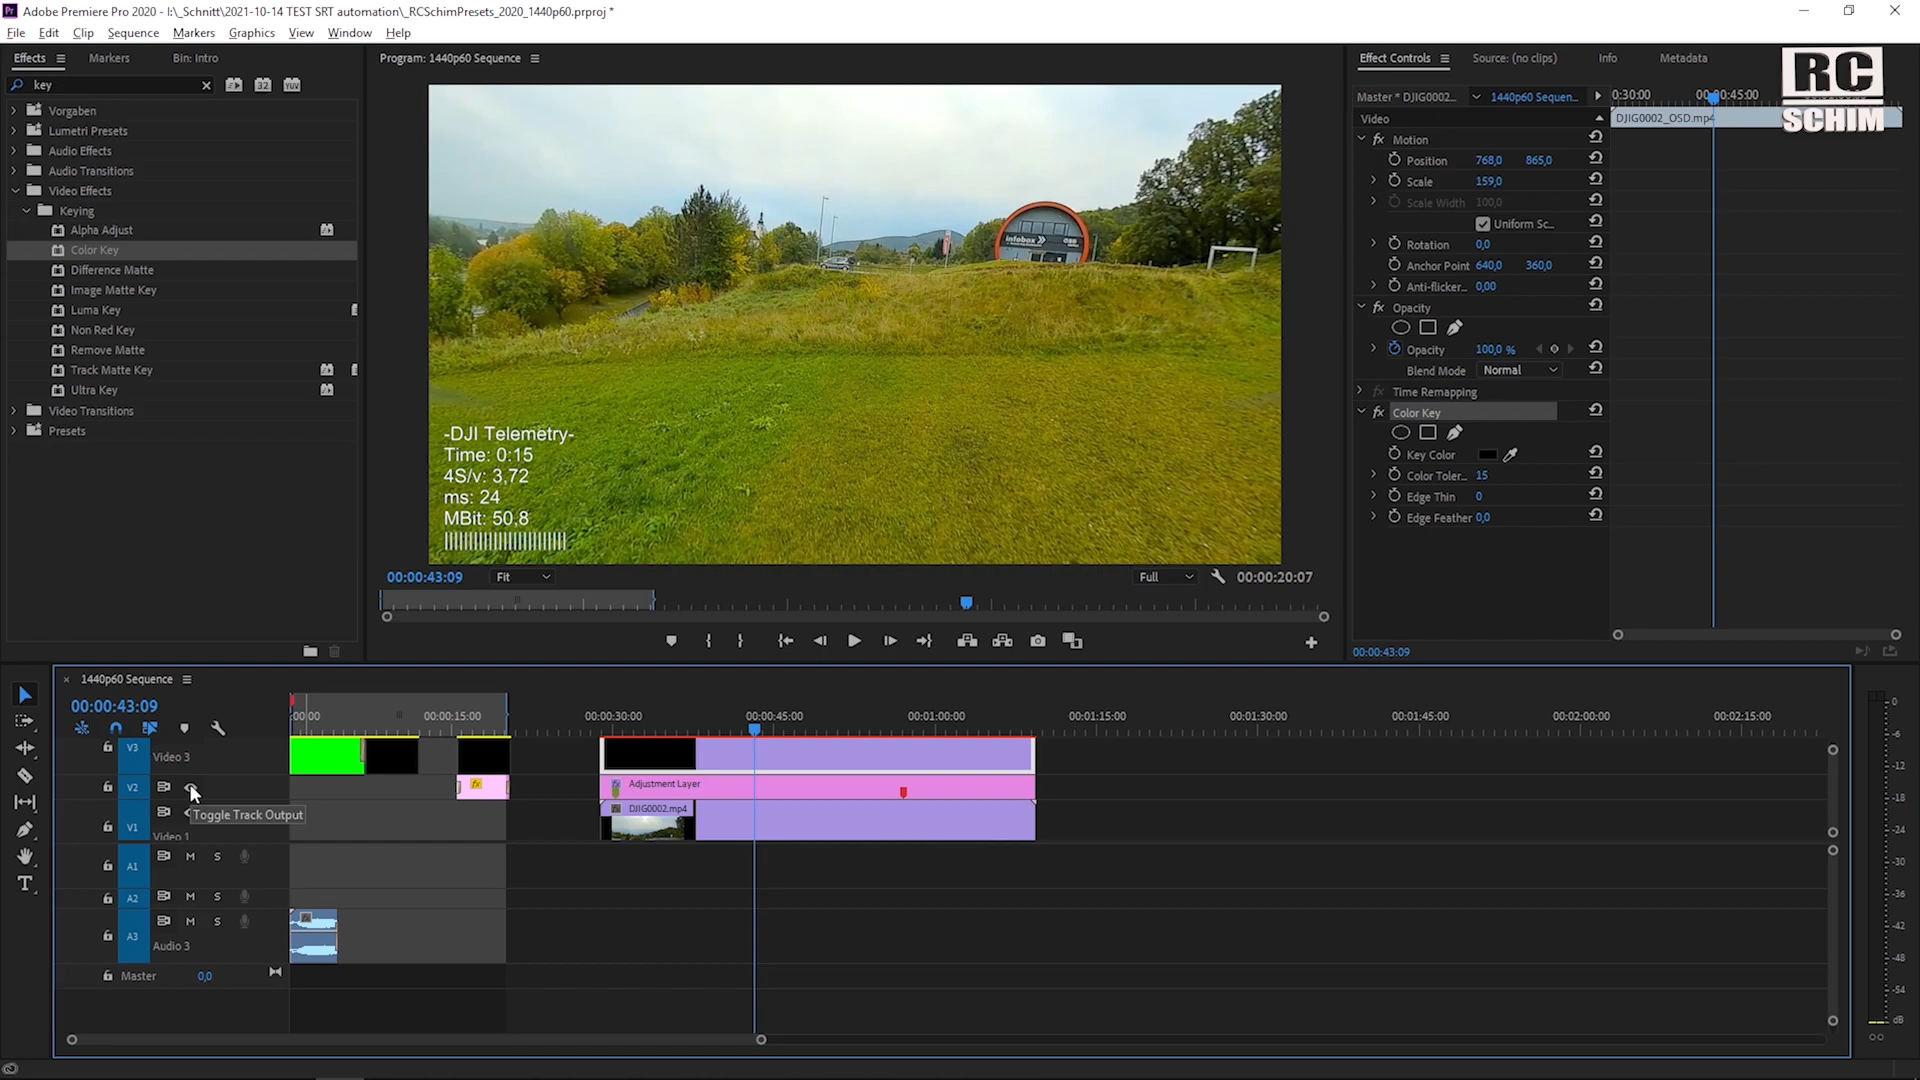 Adobe Premiere Pro 2020 - I:\_Schnitt\2021-10-14 TEST SRT automation\_RCSchimPresets_2020_1440p60.prproj *
File Edit Clip Sequence Markers Graphics View Window Help
Effects Markers Bin: Intro
key
Vorgaben
Lumetri Presets
Audio Effects
Audio Transitions
Video Effects
Keying
Alpha Adjust
Color Key
Difference Matte
Image Matte Key
Luma Key
Non Red Key
Remove Matte
Track Matte Key
Ultra Key
Video Transitions
Presets
Program: 1440p60 Sequence
infobox
-DJI Telemetry-
Time: 0:15
4S/v: 3,72
ms: 24
MBit: 50,8
00:00:43:09 Fit Full 00:00:20:07
Effect Controls Source: (no clips) Info Metadata
RC
SCHIM
Master * DJIG0002... 1440p60 Sequen...
Video
Motion
Position 768,0 865,0
Scale 159,0
Scale Width 100,0
Uniform Sc...
Rotation 0,0
Anchor Point 640,0 360,0
Anti-flicker... 0,00
Opacity
Opacity 100,0 %
Blend Mode Normal
Time Remapping
Color Key
Key Color
Color Toler... 15
Edge Thin 0
Edge Feather 0,0
DJIG0002_OSD.mp4
00:00:43:09
1440p60 Sequence
00:00:43:09
:00:00 00:00:15:00 00:00:30:00 00:00:45:00 00:01:00:00 00:01:15:00 00:01:30:00 00:01:45:00 00:02:00:00 00:02:15:00
V3 Video 3
V2 Adjustment Layer
Toggle Track Output
V1 Video 1 DJIG0002.mp4
A1 M S
A2 M S
A3 M S
Audio 3
Master 0,0
0
-6
-12
-18
-24
-30
-36
-42
-48
-54
dB